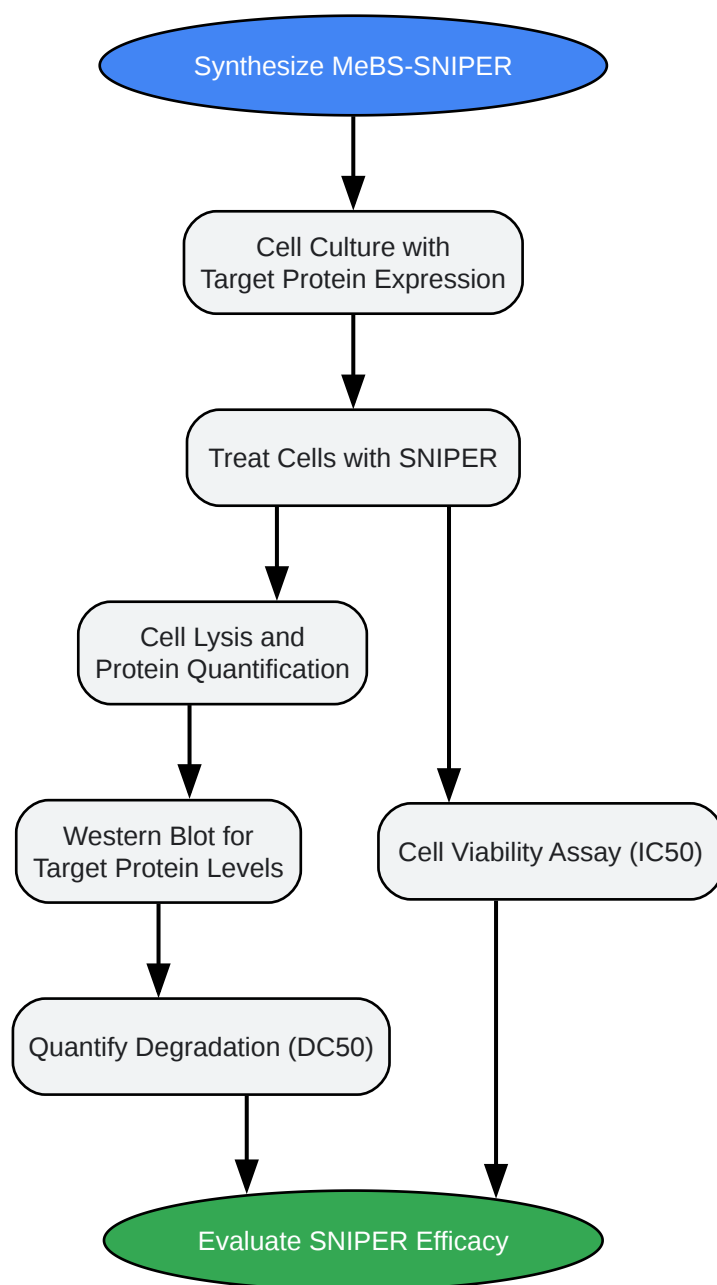 Synthesize MeBS-SNIPER
Cell Culture with
Target Protein Expression
Treat Cells with SNIPER
Cell Lysis and
Protein Quantification
Western Blot for
Target Protein Levels
Cell Viability Assay (IC50)
Quantify Degradation (DC50)
Evaluate SNIPER Efficacy